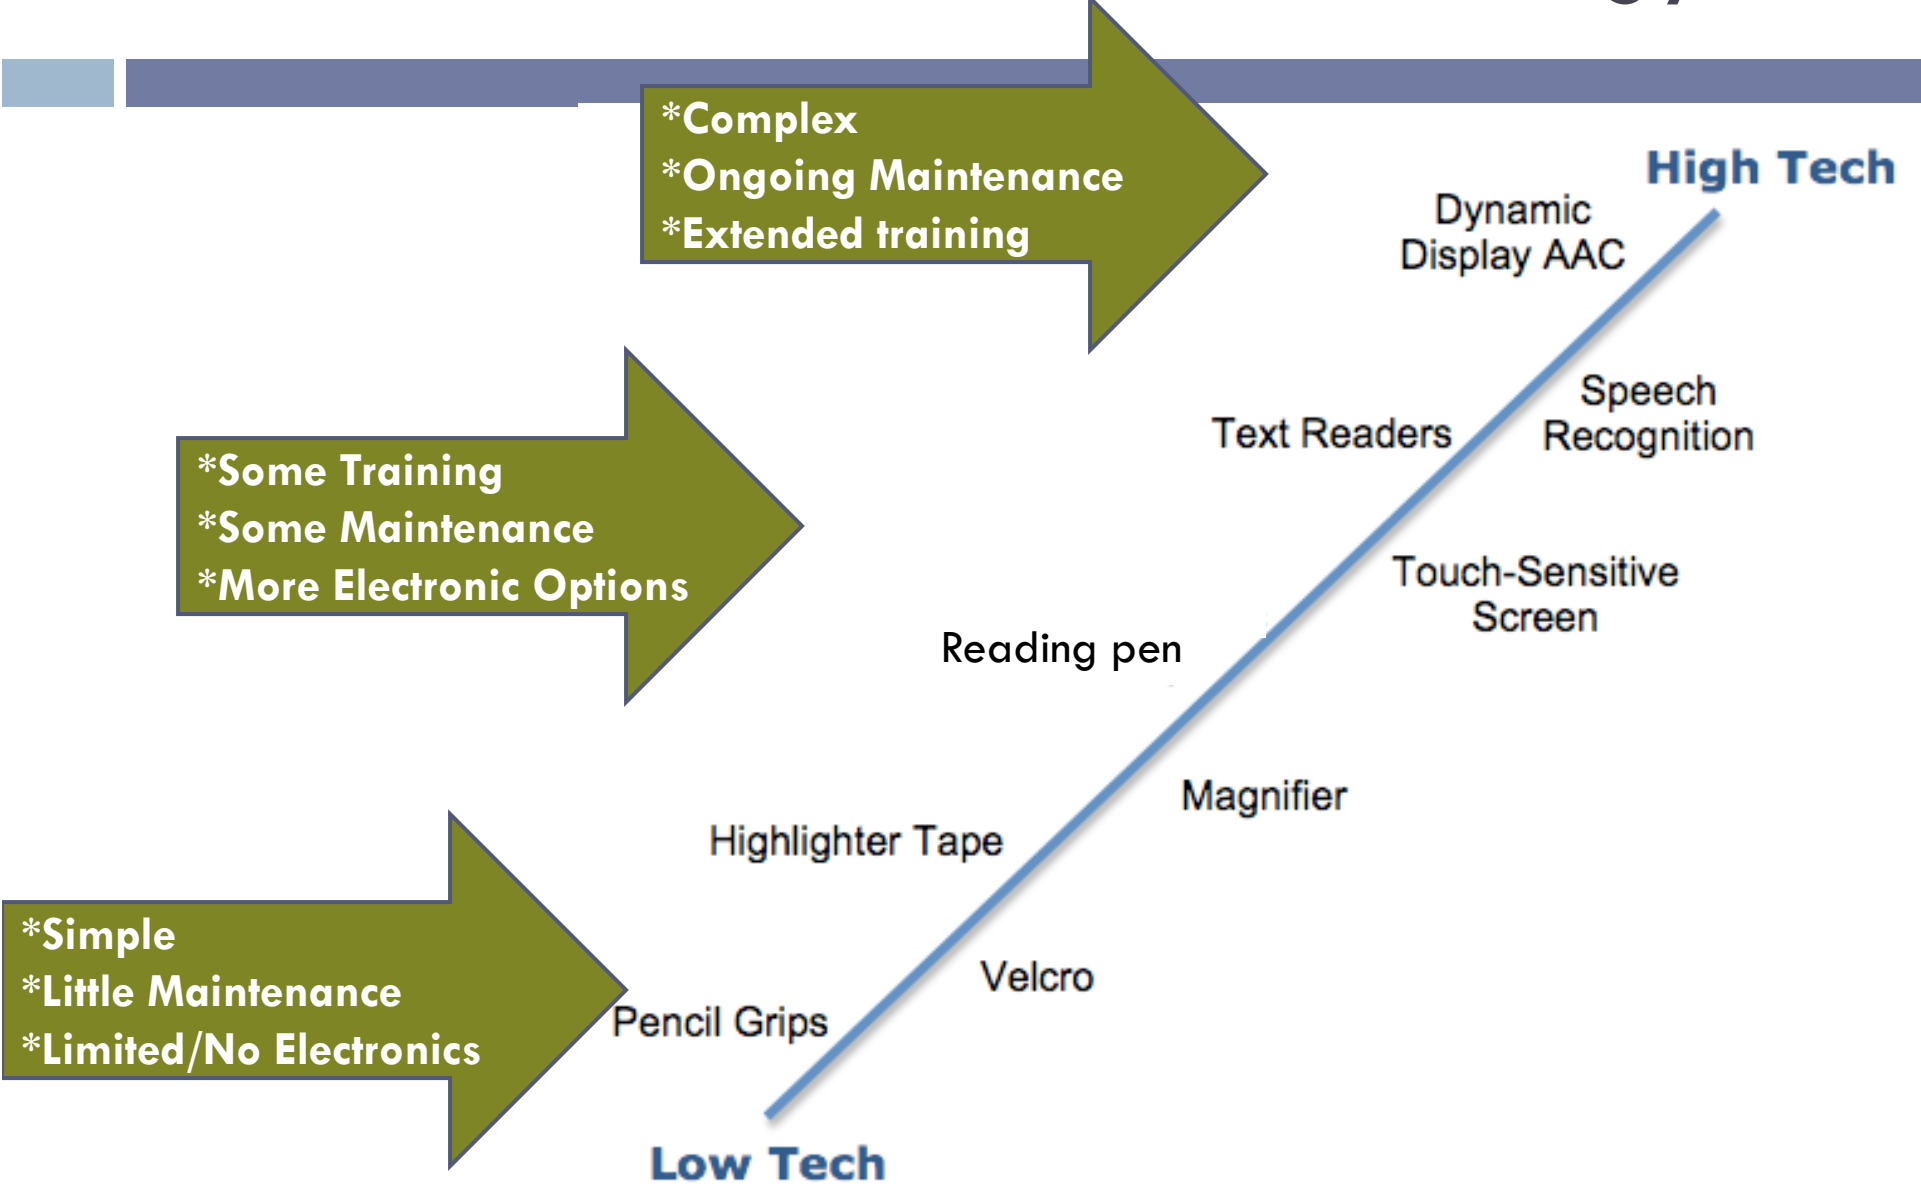 *Complex
*Ongoing Maintenance
*Extended training
High Tech
Dynamic
Display AAC
Speech
Recognition
Text Readers
*Some Training
*Some Maintenance
*More Electronic Options
Touch-Sensitive
Screen
Reading pen
Magnifier
Highlighter Tape
*Simple
*Little Maintenance
*Limited/No Electronics
Velcro
Pencil Grips
Low Tech